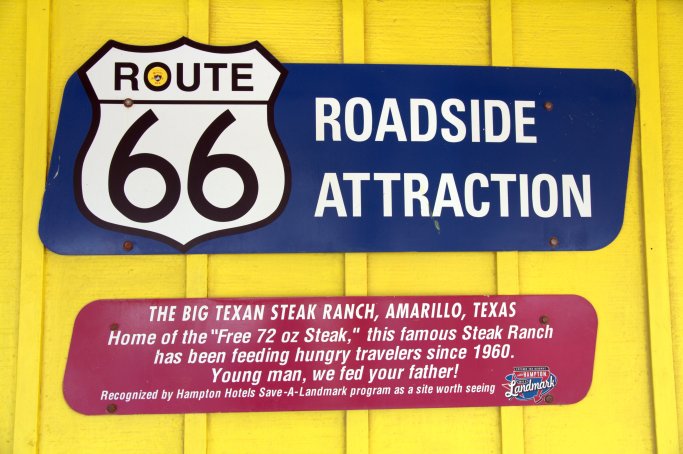 ROUTE
66
ROADSIDE
ATTRACTION
THE BIG TEXAN STEAK RANCH, AMARILLO, TEXAS
Home of the "Free 72 oz Steak," this famous Steak Ranch
has been feeding hungry travelers since 1960.
Young man, we fed your father!
Recognized by Hampton Hotels Save-A-Landmark program as a site worth seeing
HAMPTON
Landmark